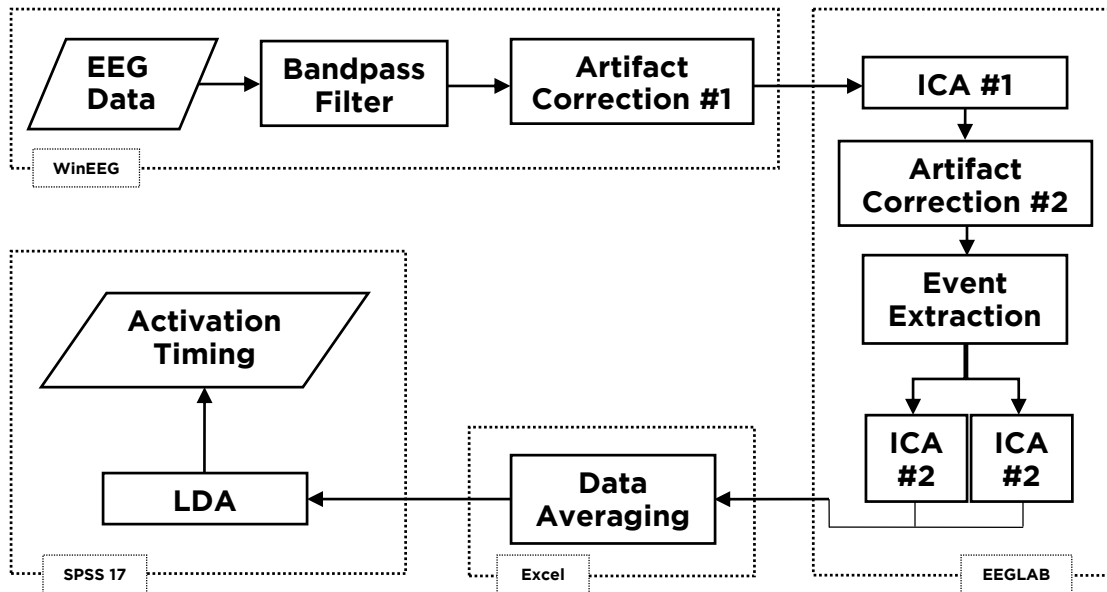 EEG
Data
Bandpass
Filter
Artifact
Correction #1
WinEEG
ICA #1
Artifact
Correction #2
Event
Extraction
ICA
#2
ICA
#2
EEGLAB
Data
Averaging
Excel
LDA
Activation
Timing
SPSS 17